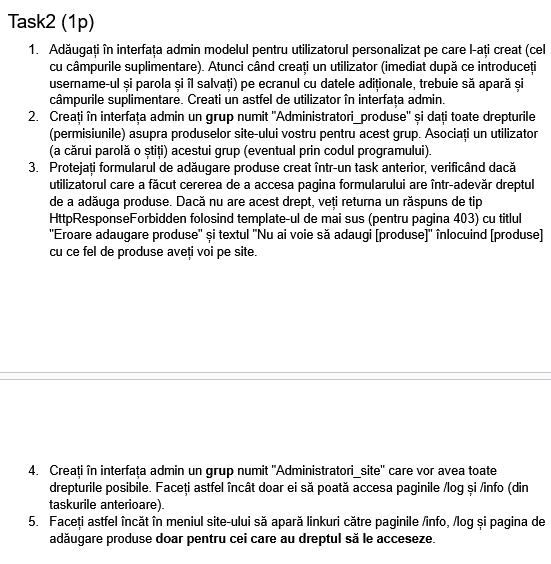 Task2 (1p)
1. Adăugați în interfața admin modelul pentru utilizatorul personalizat pe care l-ați creat (cel
cu câmpurile suplimentare). Atunci când creați un utilizator (imediat după ce introduceți
username-ul și parola și îl salvați) pe ecranul cu datele adiționale, trebuie să apară și
câmpurile suplimentare. Creati un astfel de utilizator în interfața admin.
2. Creați în interfața admin un grup numit "Administratori_produse" și dați toate drepturile
(permisiunile) asupra produselor site-ului vostru pentru acest grup. Asociați un utilizator
(a cărui parolă o știți) acestui grup (eventual prin codul programului).
3. Protejați formularul de adăugare produse creat într-un task anterior, verificând dacă
utilizatorul care a făcut cererea de a accesa pagina formularului are într-adevăr dreptul
de a adăuga produse. Dacă nu are acest drept, veți returna un răspuns de tip
HttpResponseForbidden folosind template-ul de mai sus (pentru pagina 403) cu titlul
"Eroare adaugare produse" și textul "Nu ai voie să adaugi [produse]" înlocuind [produse]
cu ce fel de produse aveți voi pe site.
4. Creați în interfața admin un grup numit "Administratori_site" care vor avea toate
drepturile posibile. Faceți astfel încât doar ei să poată accesa paginile /log și /info (din
taskurile anterioare).
5. Faceți astfel încăt în meniul site-ului să apară linkuri către paginile /info, /log și pagina de
adăugare produse doar pentru cei care au dreptul să le acceseze.